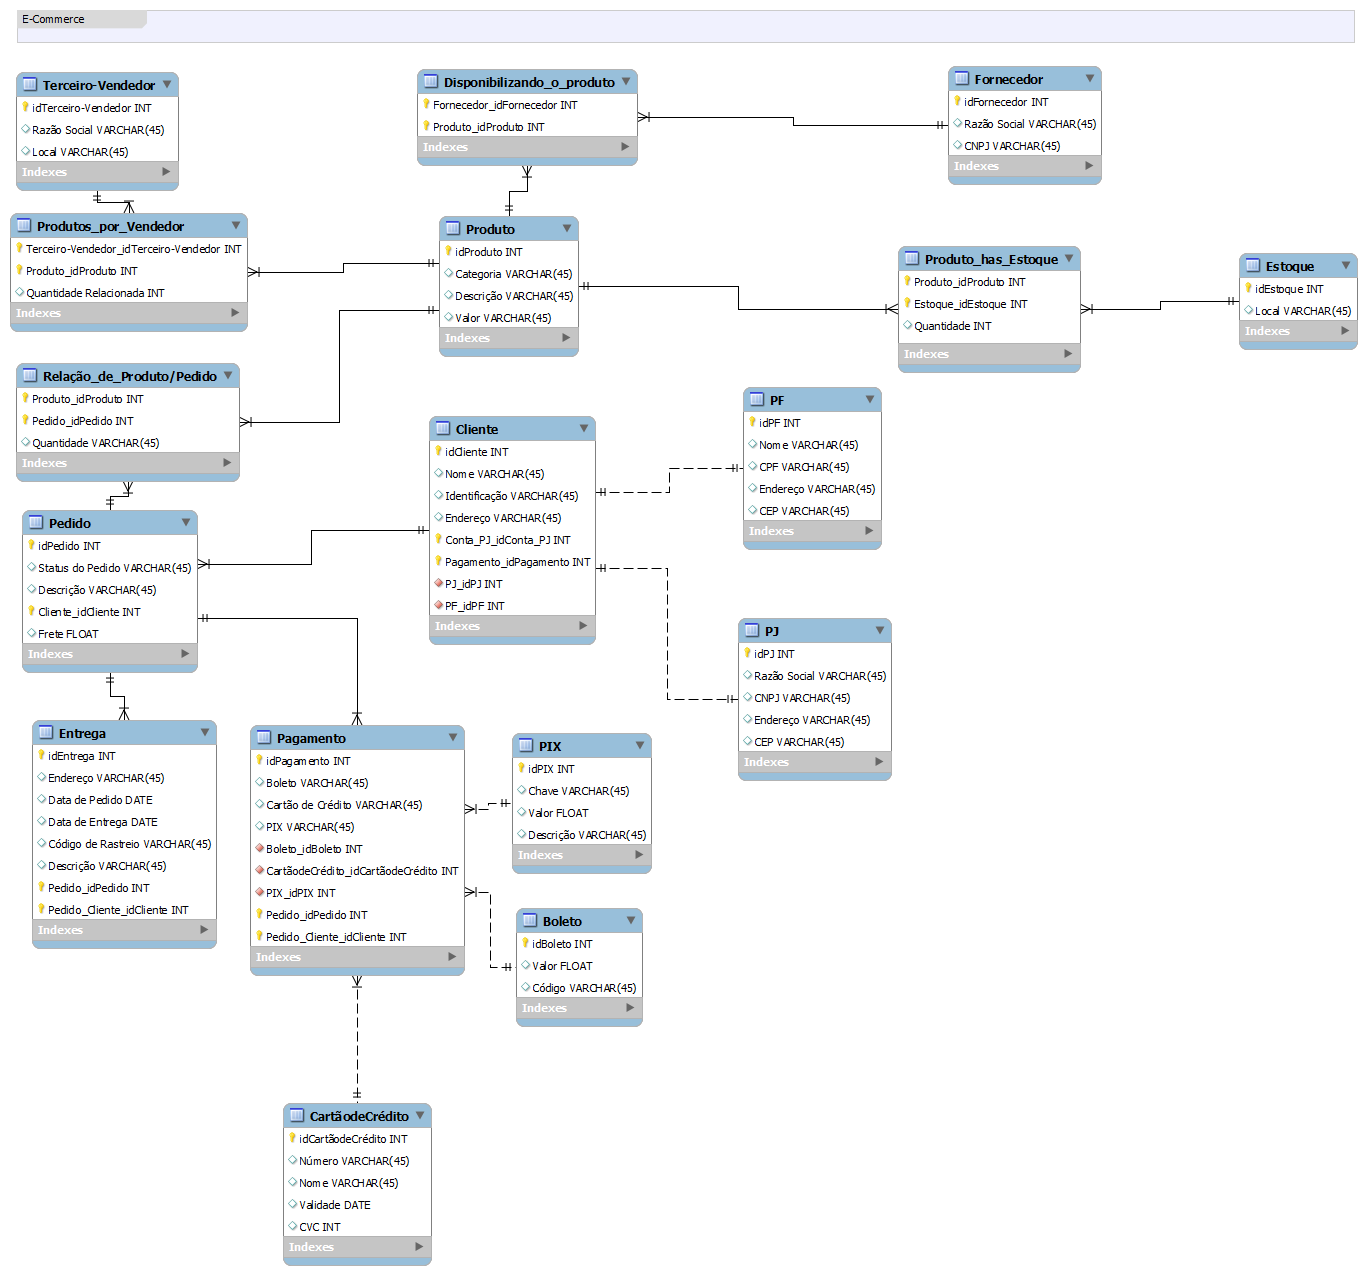 E-Commerce
Terceiro-Vendedor
idTerceiro-Vendedor INT
Razão Social VARCHAR(45)
Local VARCHAR(45)
Indexes
Disponibilizando_o_produto
Fornecedor_idFornecedor INT
Produto_idProduto INT
Indexes
Fornecedor
idFornecedor INT
Razão Social VARCHAR(45)
CNPJ VARCHAR(45)
Indexes
Produtos_por_Vendedor
Terceiro-Vendedor_idTerceiro-Vendedor INT
Produto_idProduto INT
Quantidade Relacionada INT
Indexes
Produto
idProduto INT
Categoria VARCHAR(45)
Descrição VARCHAR(45)
Valor VARCHAR(45)
Indexes
Produto_has_Estoque
Produto_idProduto INT
Estoque_idEstoque INT
Quantidade INT
Indexes
Estoque
idEstoque INT
Local VARCHAR(45)
Indexes
Relação_de_Produto/Pedido
Produto_idProduto INT
Pedido_idPedido INT
Quantidade VARCHAR(45)
Indexes
Cliente
idCliente INT
Nome VARCHAR(45)
Identificação VARCHAR(45)
Endereço VARCHAR(45)
Conta_PJ_idConta_PJ INT
Pagamento_idPagamento INT
PJ_idPJ INT
PF_idPF INT
Indexes
PF
idPF INT
Nome VARCHAR(45)
CPF VARCHAR(45)
Endereço VARCHAR(45)
CEP VARCHAR(45)
Indexes
Pedido
idPedido INT
Status do Pedido VARCHAR(45)
Descrição VARCHAR(45)
Cliente_idCliente INT
Frete FLOAT
Indexes
PJ
idPJ INT
Razão Social VARCHAR(45)
CNPJ VARCHAR(45)
Endereço VARCHAR(45)
CEP VARCHAR(45)
Indexes
Entrega
idEntrega INT
Endereço VARCHAR(45)
Data de Pedido DATE
Data de Entrega DATE
Código de Rastreio VARCHAR(45)
Descrição VARCHAR(45)
Pedido_idPedido INT
Pedido_Cliente_idCliente INT
Indexes
Pagamento
idPagamento INT
Boleto VARCHAR(45)
Cartão de Crédito VARCHAR(45)
PIX VARCHAR(45)
Boleto_idBoleto INT
CartãodeCrédito_idCartãodeCrédito INT
PIX_idPIX INT
Pedido_idPedido INT
Pedido_Cliente_idCliente INT
Indexes
PIX
idPIX INT
Chave VARCHAR(45)
Valor FLOAT
Descrição VARCHAR(45)
Indexes
Boleto
idBoleto INT
Valor FLOAT
Código VARCHAR(45)
Indexes
CartãodeCrédito
idCartãodeCrédito INT
Número VARCHAR(45)
Nome VARCHAR(45)
Validade DATE
CVC INT
Indexes